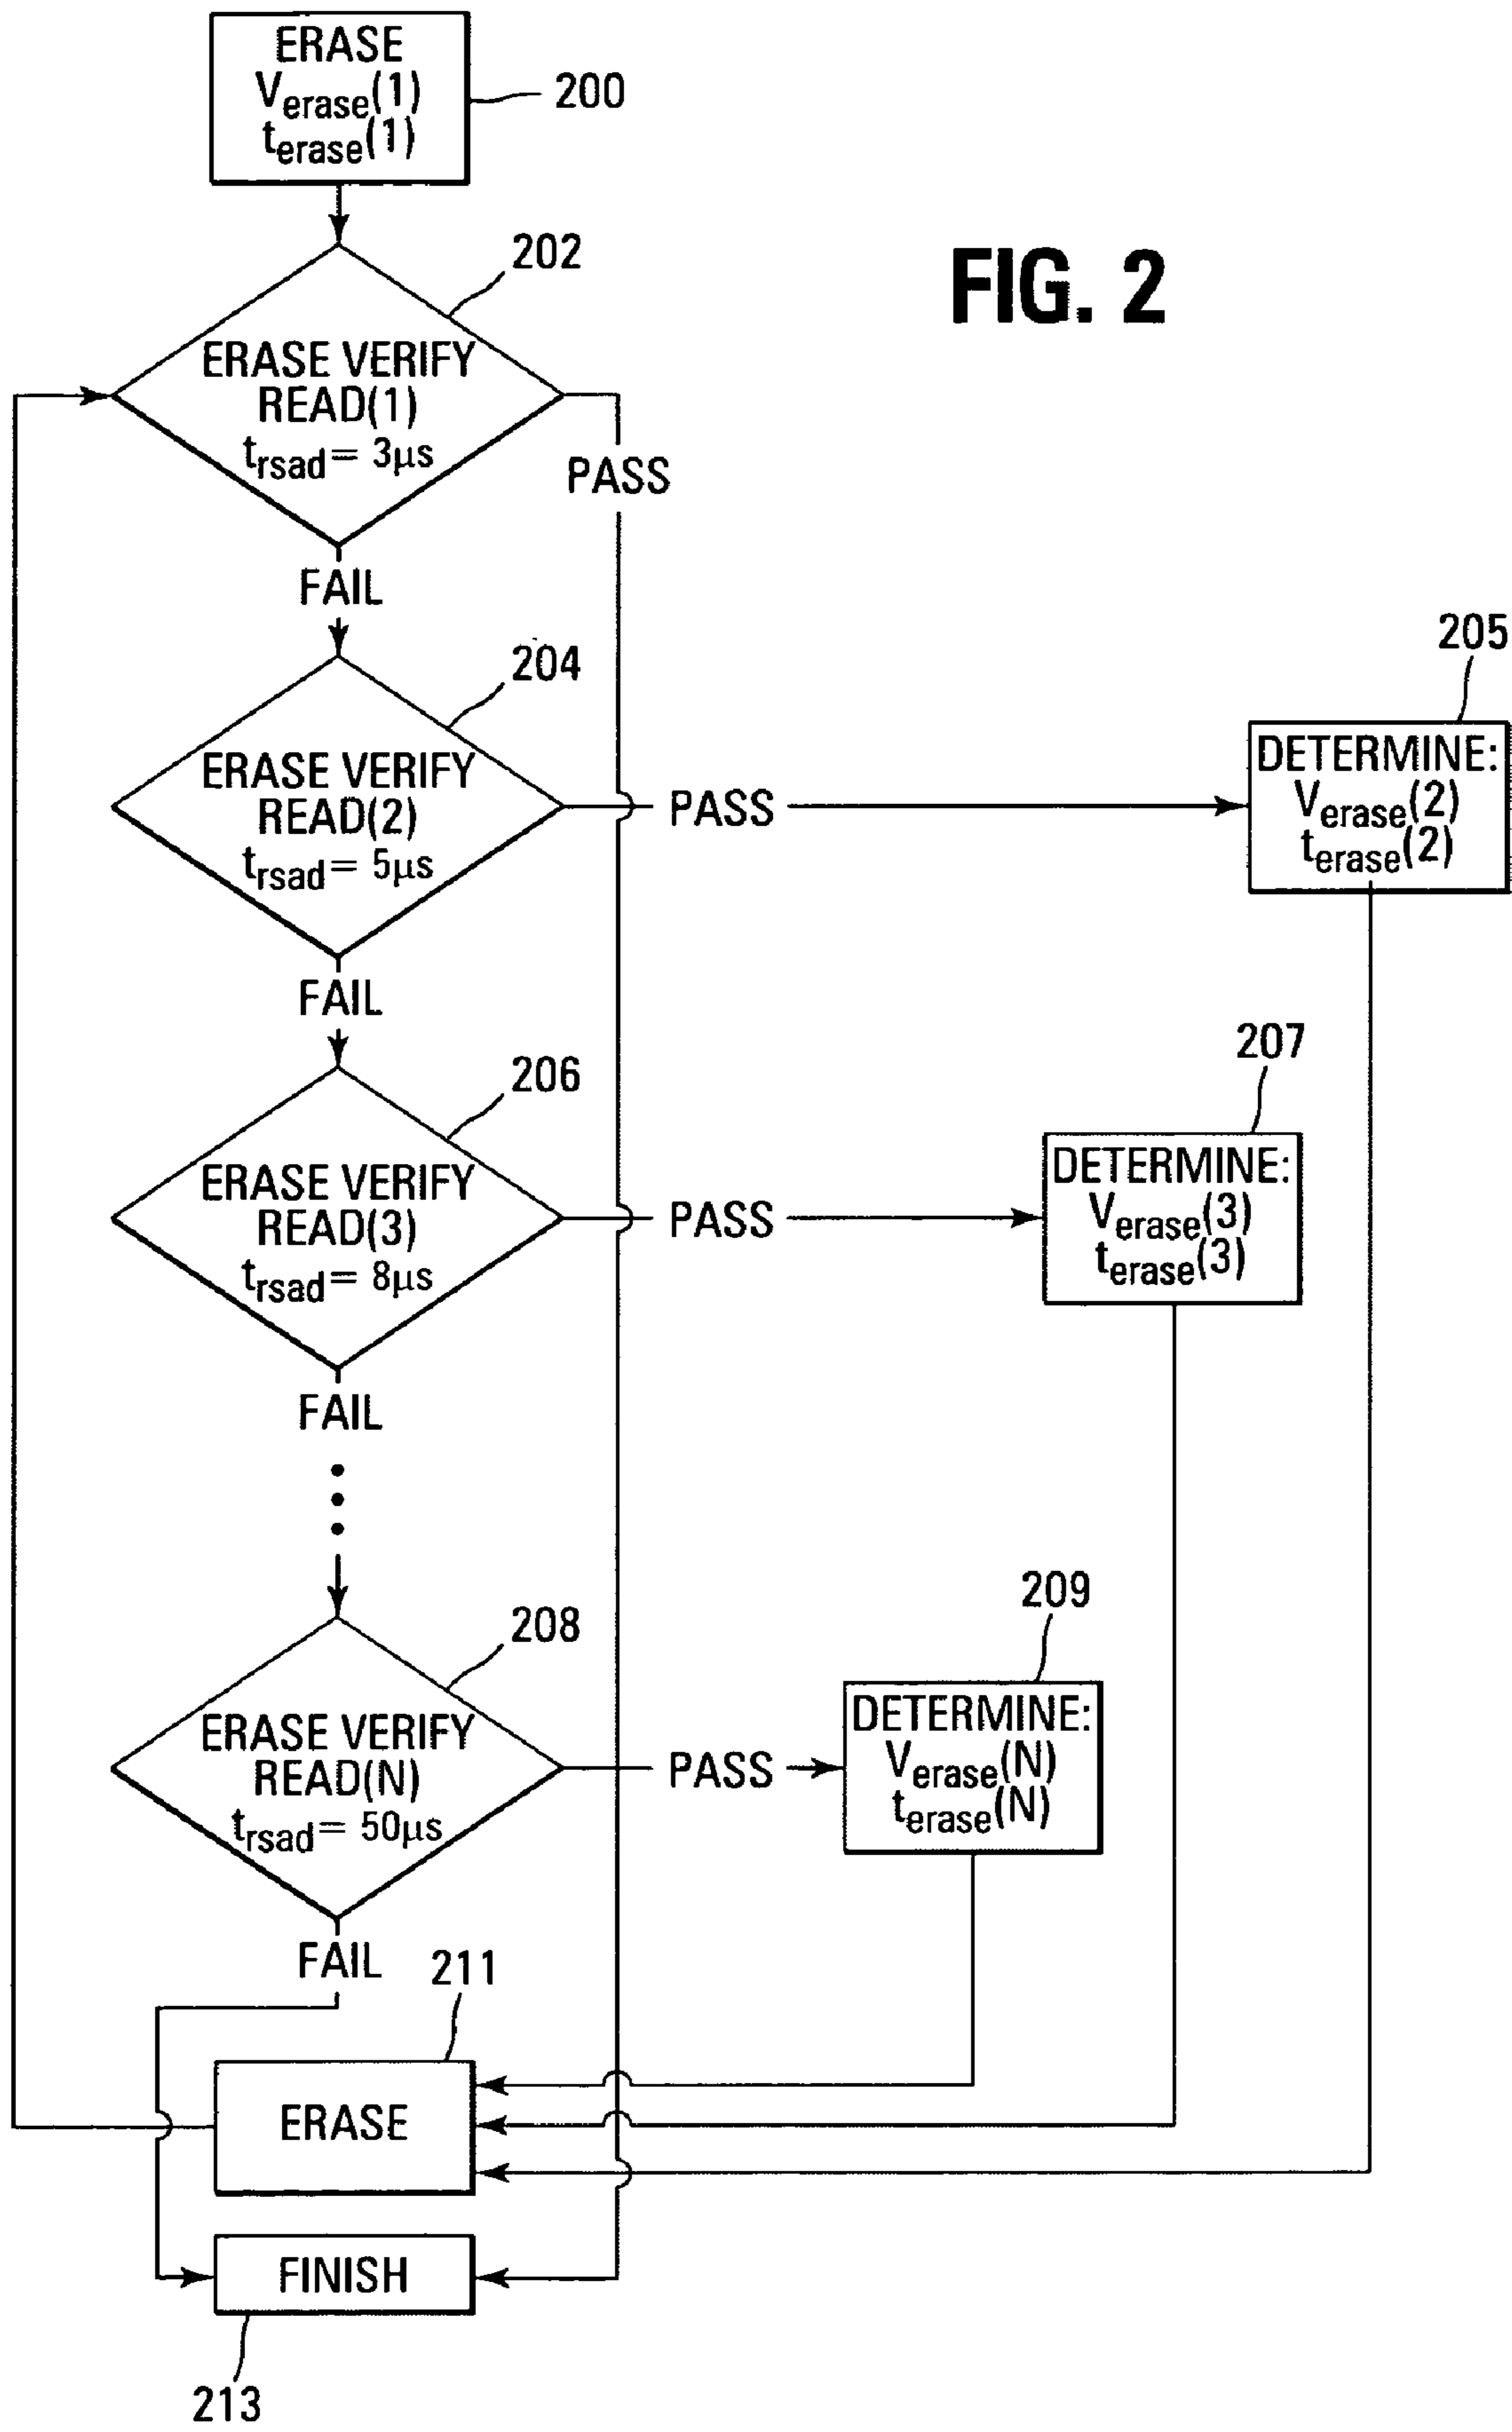 ERASE
Verase(1)
terase(1)
200
202
FIG. 2
ERASE VERIFY
READ(1)
trsad = 3μs
PASS
FAIL
204
205
ERASE VERIFY
READ(2)
trsad = 5μs
PASS
DETERMINE:
Verase(2)
terase(2)
FAIL
206
207
ERASE VERIFY
READ(3)
trsad = 8μs
PASS
DETERMINE:
Verase(3)
terase(3)
FAIL
208
209
ERASE VERIFY
READ(N)
trsad = 50μs
PASS
DETERMINE:
Verase(N)
terase(N)
FAIL
211
ERASE
FINISH
213